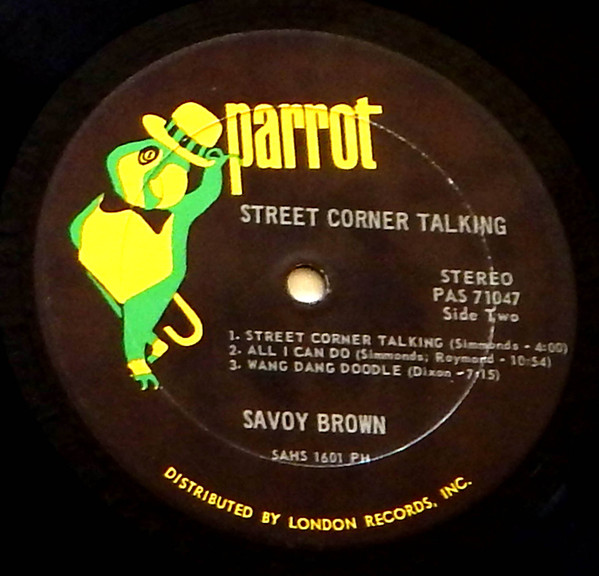 parrot
STREET CORNER TALKING
STEREO
PAS 71047
Side Two
1. STREET CORNER TALKING (Simmonds - 4:00)
2. ALL I CAN DO (Simmonds; Raymond - 10:54)
3. WANG DANG DOODLE (Dixon - 7:15)
SAVOY BROWN
SAHS 1601 PH
DISTRIBUTED BY LONDON RECORDS, INC.